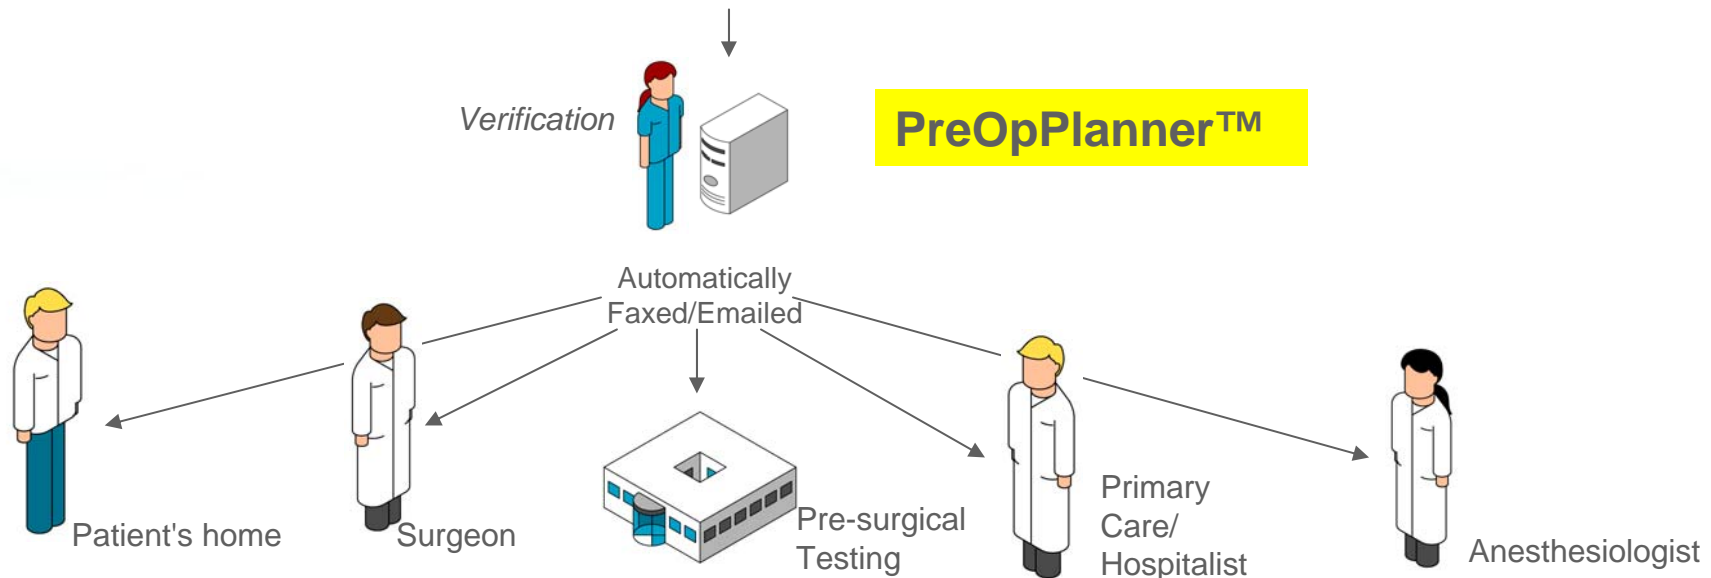 Verification
PreOpPlanner™
Automatically
Faxed/Emailed
Patient's home
Surgeon
Pre-surgical
Testing
Primary
Care/
Hospitalist
Anesthesiologist